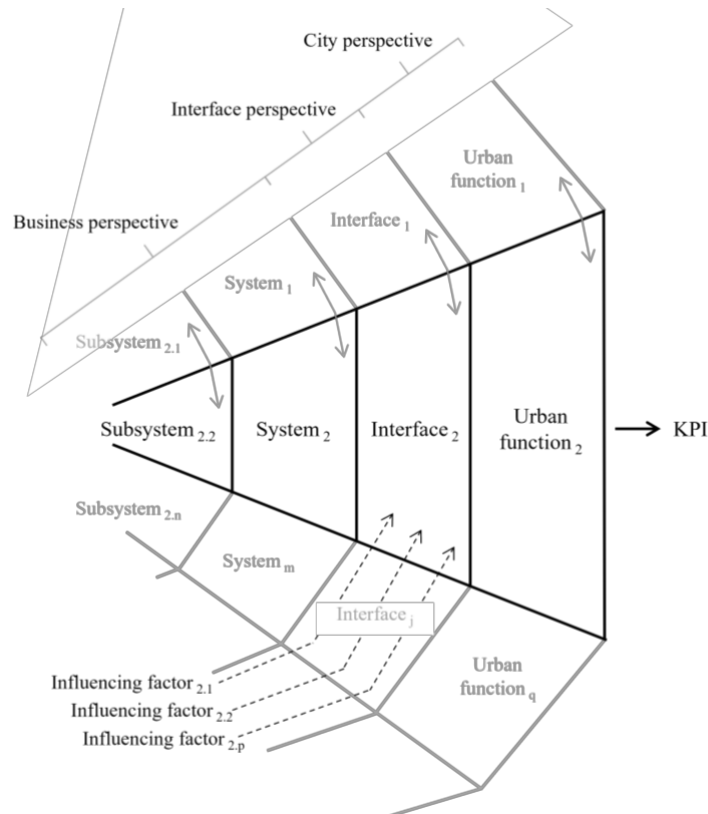 City perspective
Interface perspective
Business perspective
Urban
function 1
Interface 1
System 1
Subsystem 2.1
Subsystem 2.2
System 2
Interface 2
Urban
function 2
KPI
Subsystem 2.n
System m
Interface j
Urban
function q
Influencing factor 2.1
Influencing factor 2.2
Influencing factor 2.p